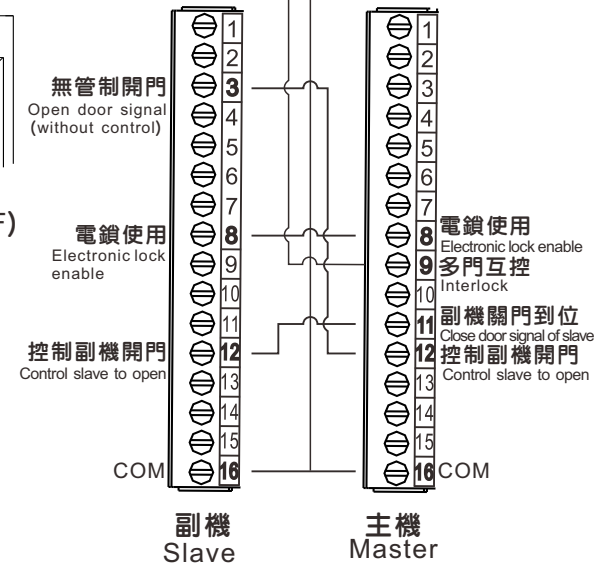 1
2
無管制開門
Open door signal
(without control)
3
4
5
6
7
F)
電鎖使用
Electronic lock
enable
8
9
10
11
控制副機開門
Control slave to open
12
13
14
15
COM
16
副機
Slave
1
2
3
4
5
6
7
8
電鎖使用
Electronic lock enable
9
多門互控
Interlock
10
11
副機關門到位
Close door signal of slave
12
控制副機開門
Control slave to open
13
14
15
16
COM
主機
Master